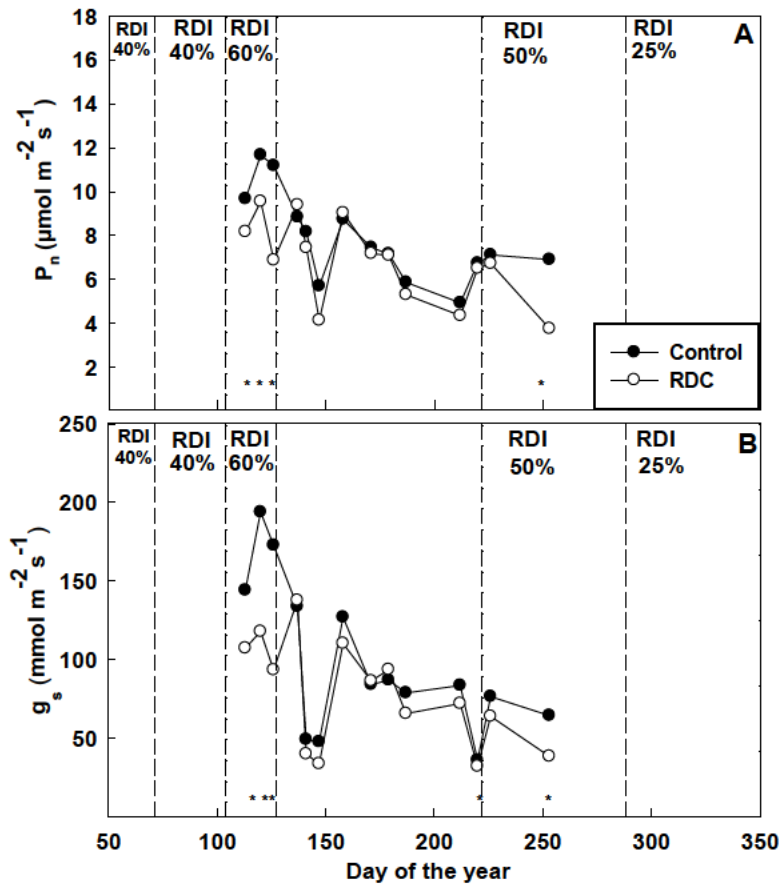 18
16
14
12
10
8
6
4
2
Pn (µmol m-2 s-1)
RDI
40%
RDI
40%
RDI
60%
RDI
50%
RDI
25%
A
Control
RDC
* * *
*
250
200
150
100
50
gs (mmol m-2 s-1)
RDI
40%
RDI
40%
RDI
60%
RDI
50%
RDI
25%
B
* **
*
*
50 100 150 200 250 300 350
Day of the year